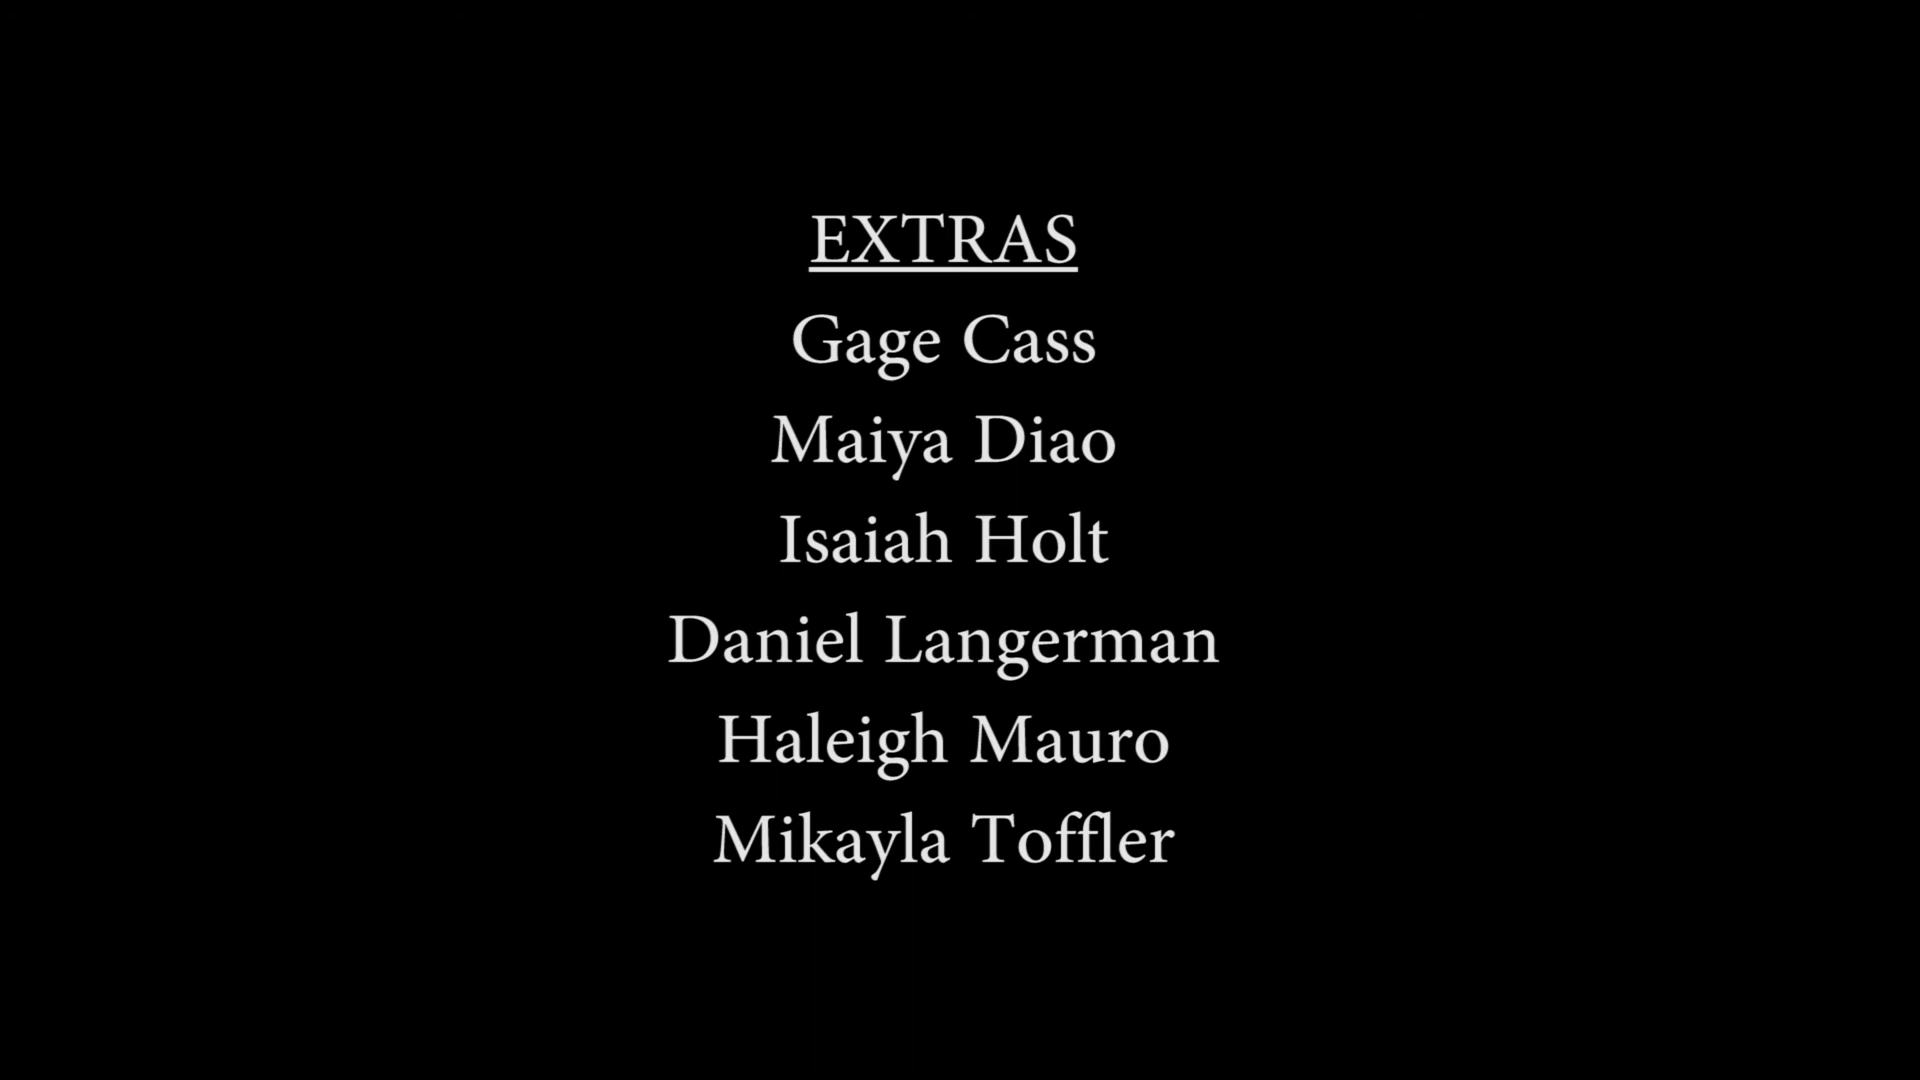 EXTRAS
Gage Cass
Maiya Diao
Isaiah Holt
Daniel Langerman
Haleigh Mauro
Mikayla Toffler